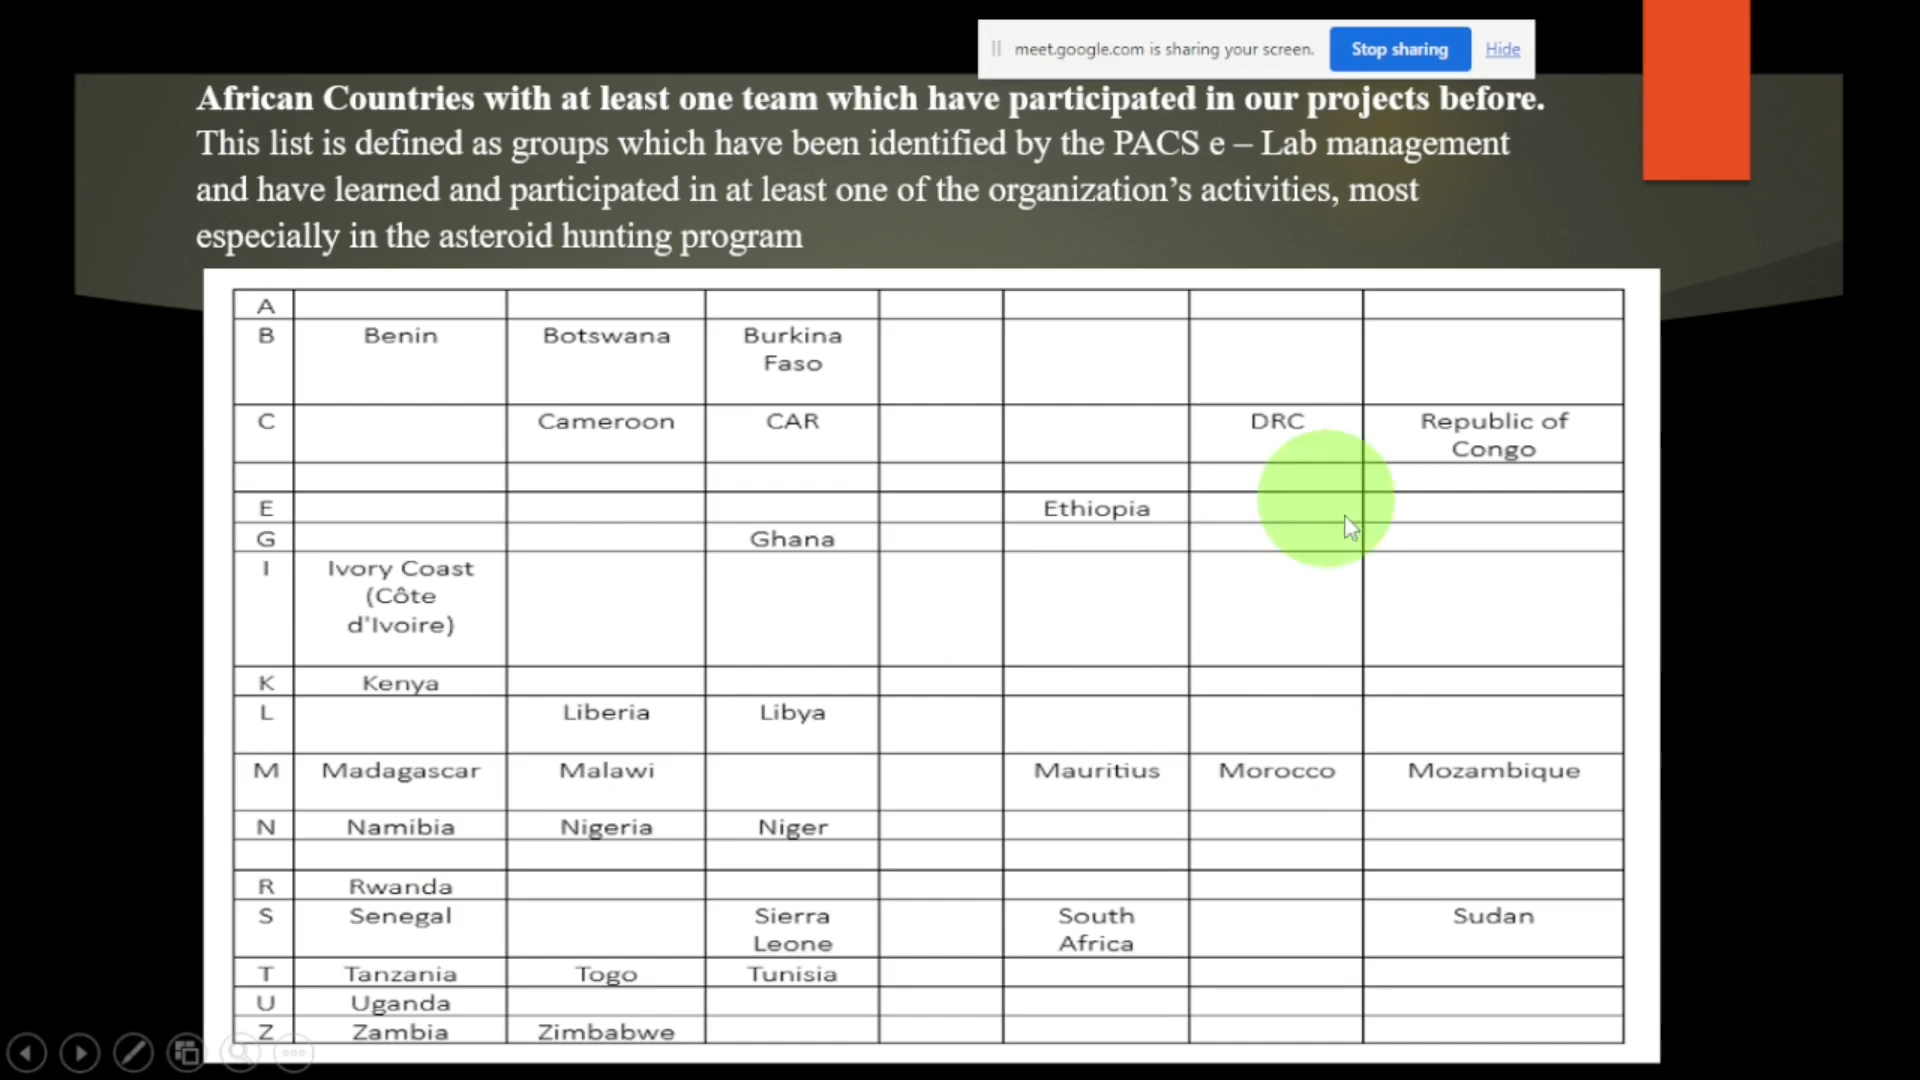 meet.google.com is sharing your screen. Stop sharing Hide
African Countries with at least one team which have participated in our projects before.
This list is defined as groups which have been identified by the PACS e – Lab management
and have learned and participated in at least one of the organization’s activities, most
especially in the asteroid hunting program
A
B Benin Botswana Burkina
Faso
C Cameroon CAR DRC Republic of
Congo
E Ethiopia
G Ghana
I Ivory Coast
(Côte
d'Ivoire)
K Kenya
L Liberia Libya
M Madagascar Malawi Mauritius Morocco Mozambique
N Namibia Nigeria Niger
R Rwanda
S Senegal Sierra South Sudan
Leone Africa
T Tanzania Togo Tunisia
U Uganda
Z Zambia Zimbabwe